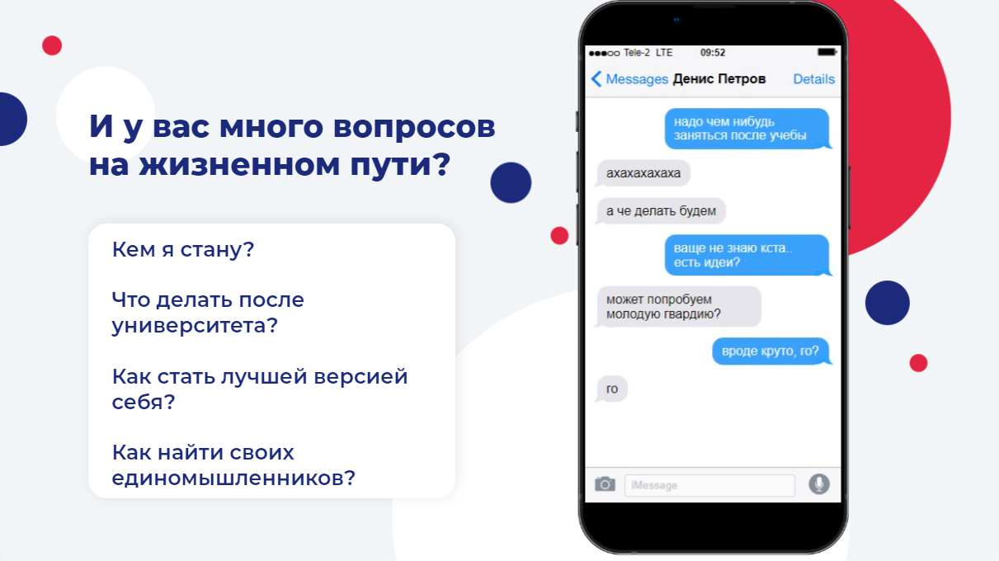 И у вас много вопросов
на жизненном пути?
Кем я стану?
Что делать после
университета?
Как стать лучшей версией
себя?
Как найти своих
единомышленников?
Tele-2 LTE 09:52
Messages Денис Петров Details
надо чем нибудь
заняться после учебы
ахахахахаха
а че делать будем
ваще не знаю кста..
есть идеи?
может попробуем
молодую гвардию?
вроде круто, го?
го
iMessage